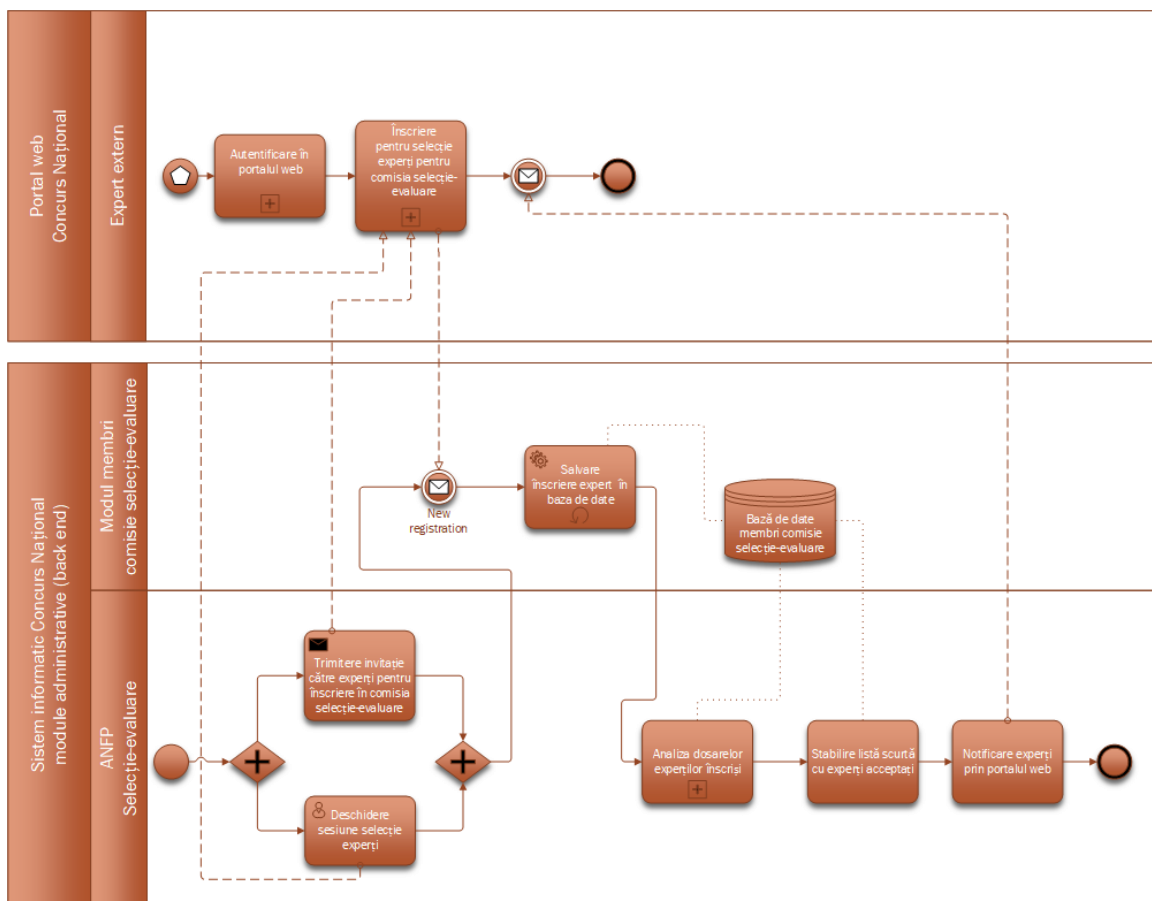 Portal web
Concurs Național
Expert extern
Autentificare în
portalul web
Înscriere
pentru selecție
experți pentru
comisia selecție-
evaluare
Sistem informatic Concurs Național
module administrative (back end)
Modul membri
comisie selecție-evaluare
New
registration
Salvare
înscriere expert în
baza de date
Bază de date
membri comisie
selecție-evaluare
ANFP
Selecție-evaluare
Trimitere invitație
către experți pentru
înscriere în comisia
selecție-evaluare
Deschidere
sesiune selecție
experți
Analiza dosarelor
experților înscriși
Stabilire listă scurtă
cu experți acceptați
Notificare experți
prin portalul web